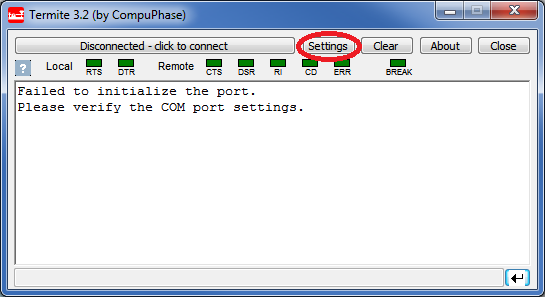 Termite 3.2 (by CompuPhase)
Disconnected - click to connect Settings Clear About Close
? Local RTS DTR Remote CTS DSR RI CD ERR BREAK
Failed to initialize the port.
Please verify the COM port settings.